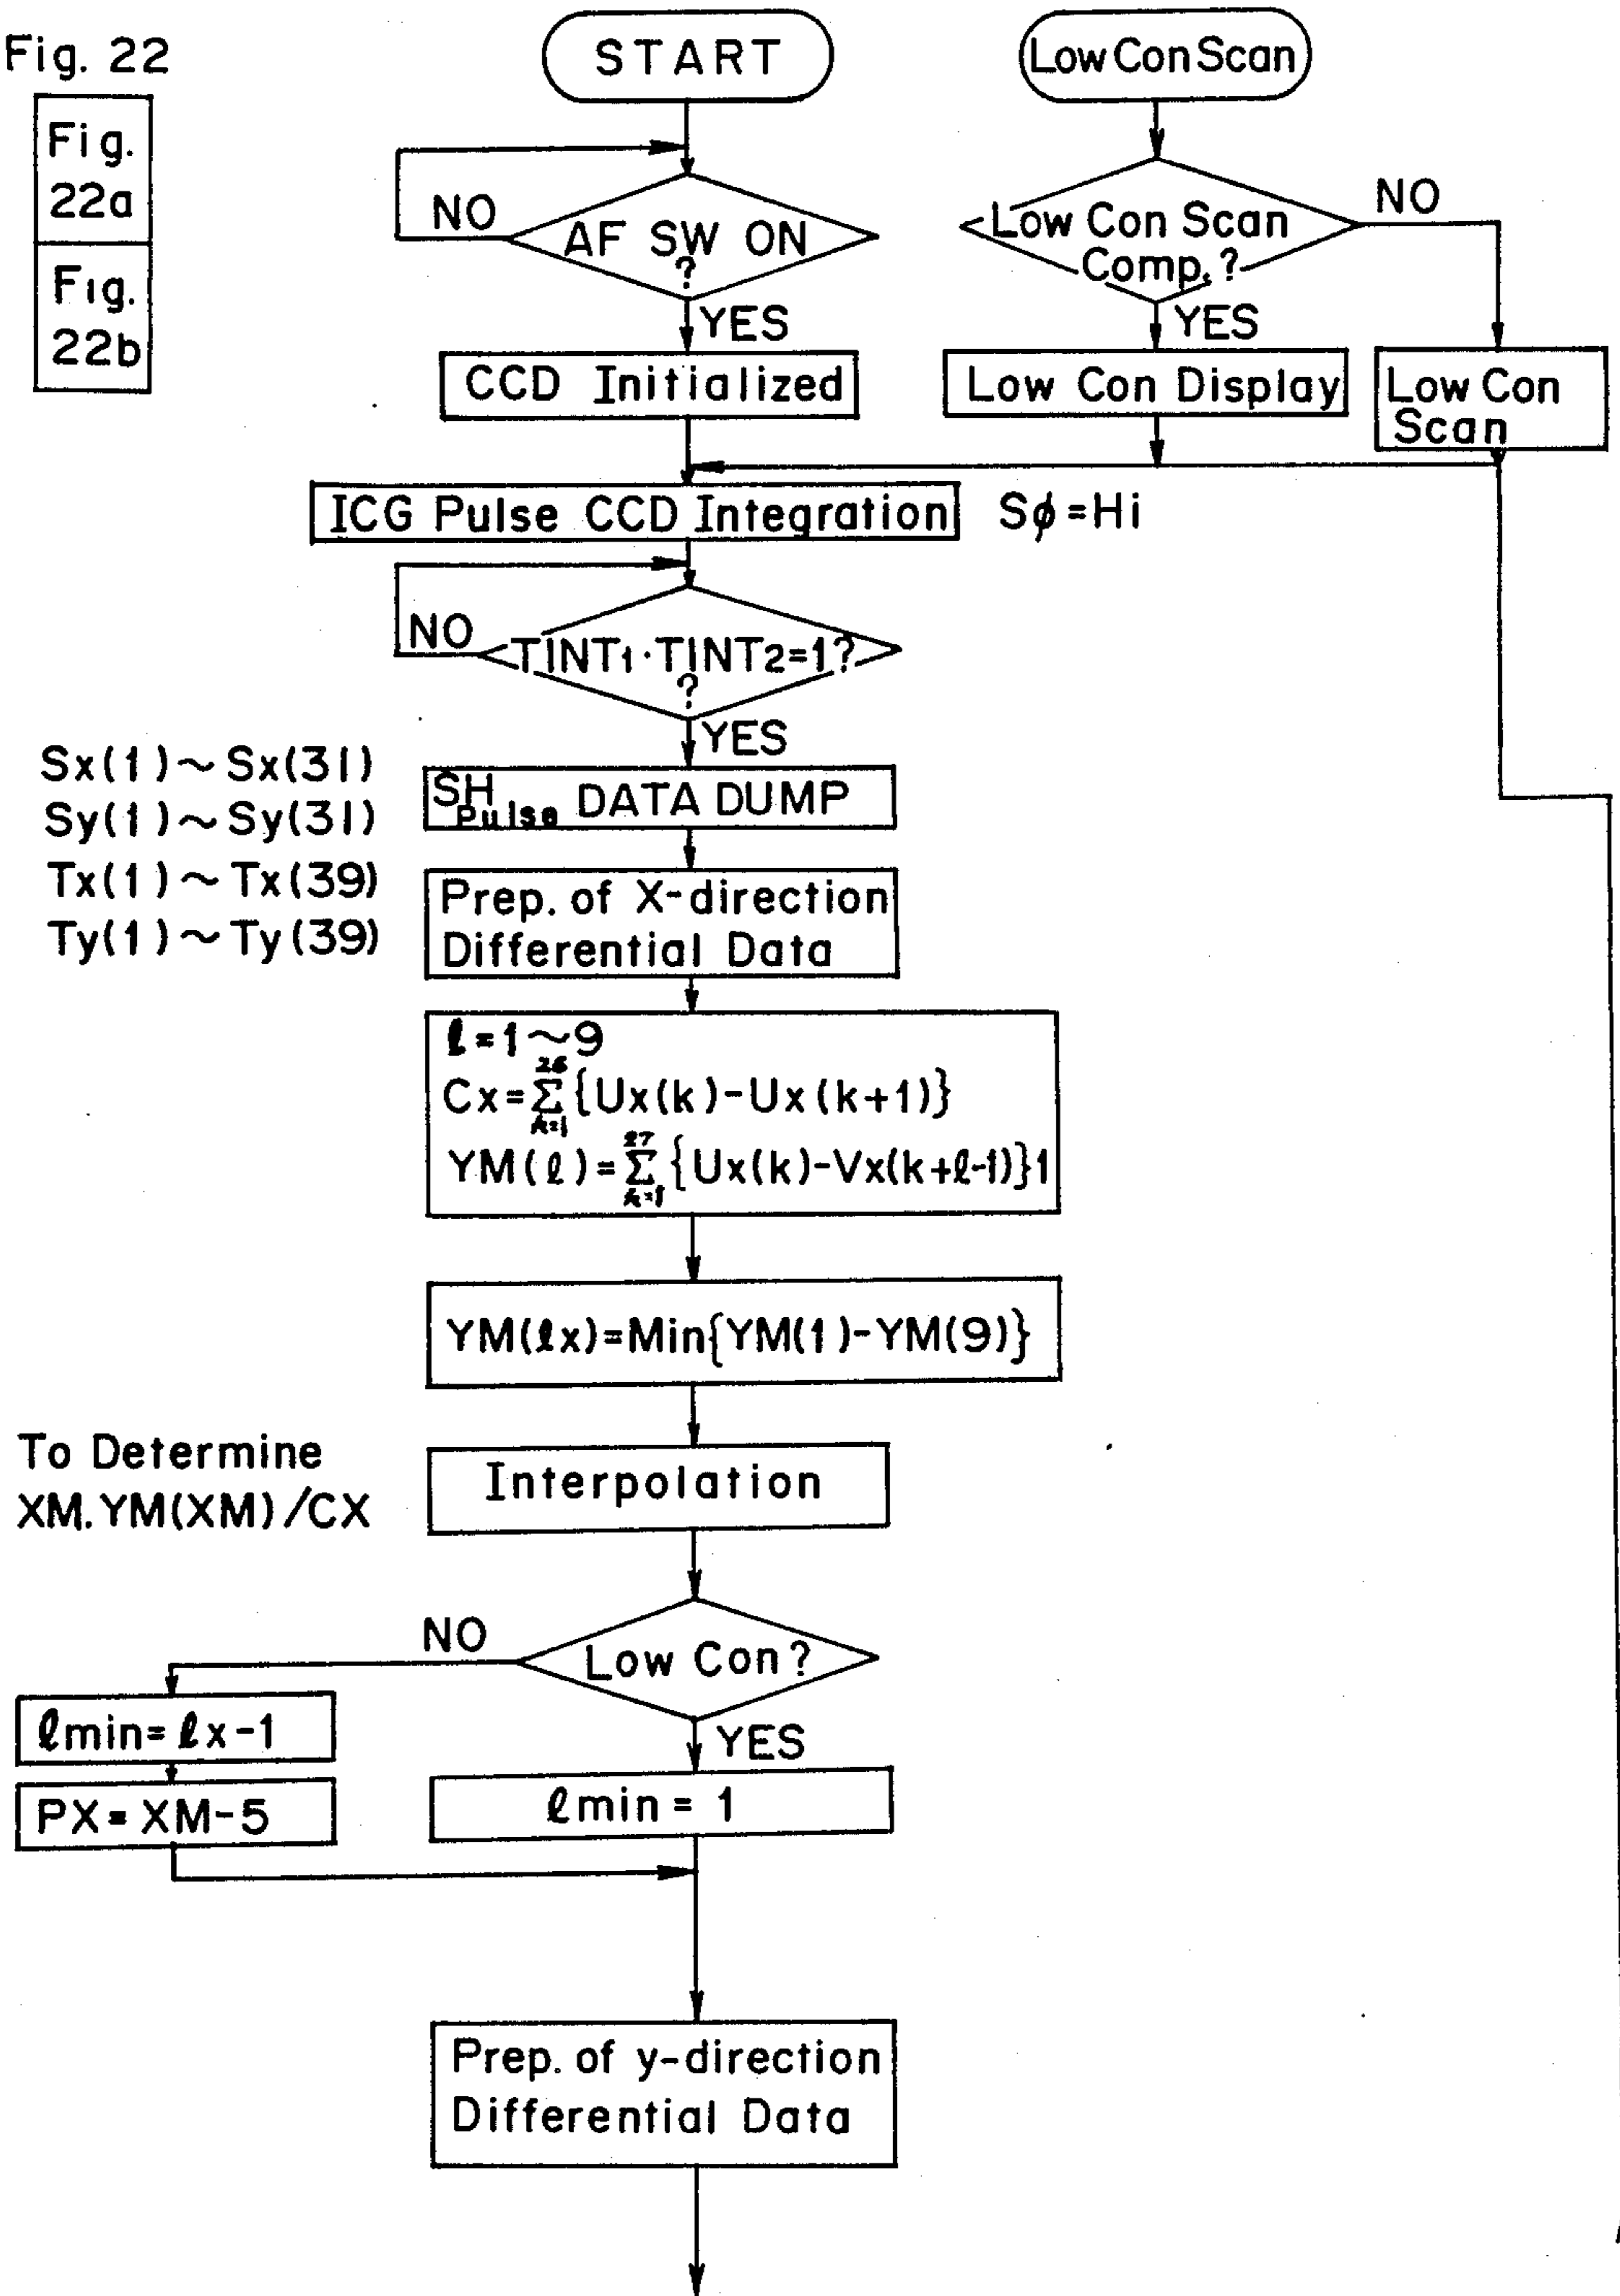 Fig. 22
Fig.
22a
Fig.
22b
START
AF SW ON
?
NO
YES
CCD Initialized
Low Con Scan
Low Con Scan
Comp.?
NO
YES
Low Con Display
Low Con
Scan
ICG Pulse CCD Integration
Sϕ=Hi
TINT1·TINT2=1?
?
NO
YES
Sx(1)~Sx(31)
Sy(1)~Sy(31)
Tx(1)~Tx(39)
Ty(1)~Ty(39)
SH Pulse DATA DUMP
Prep. of X-direction
Differential Data
ℓ=1~9
Cx=∑k=1 26{Ux(k)-Ux(k+1)}
YM(ℓ)=∑k=1 27{Ux(k)-Vx(k+ℓ-1)}1
YM(ℓx)=Min{YM(1)-YM(9)}
To Determine
XM.YM(XM)/CX
Interpolation
Low Con?
NO
YES
ℓmin=ℓx-1
PX=XM-5
ℓmin=1
Prep. of y-direction
Differential Data